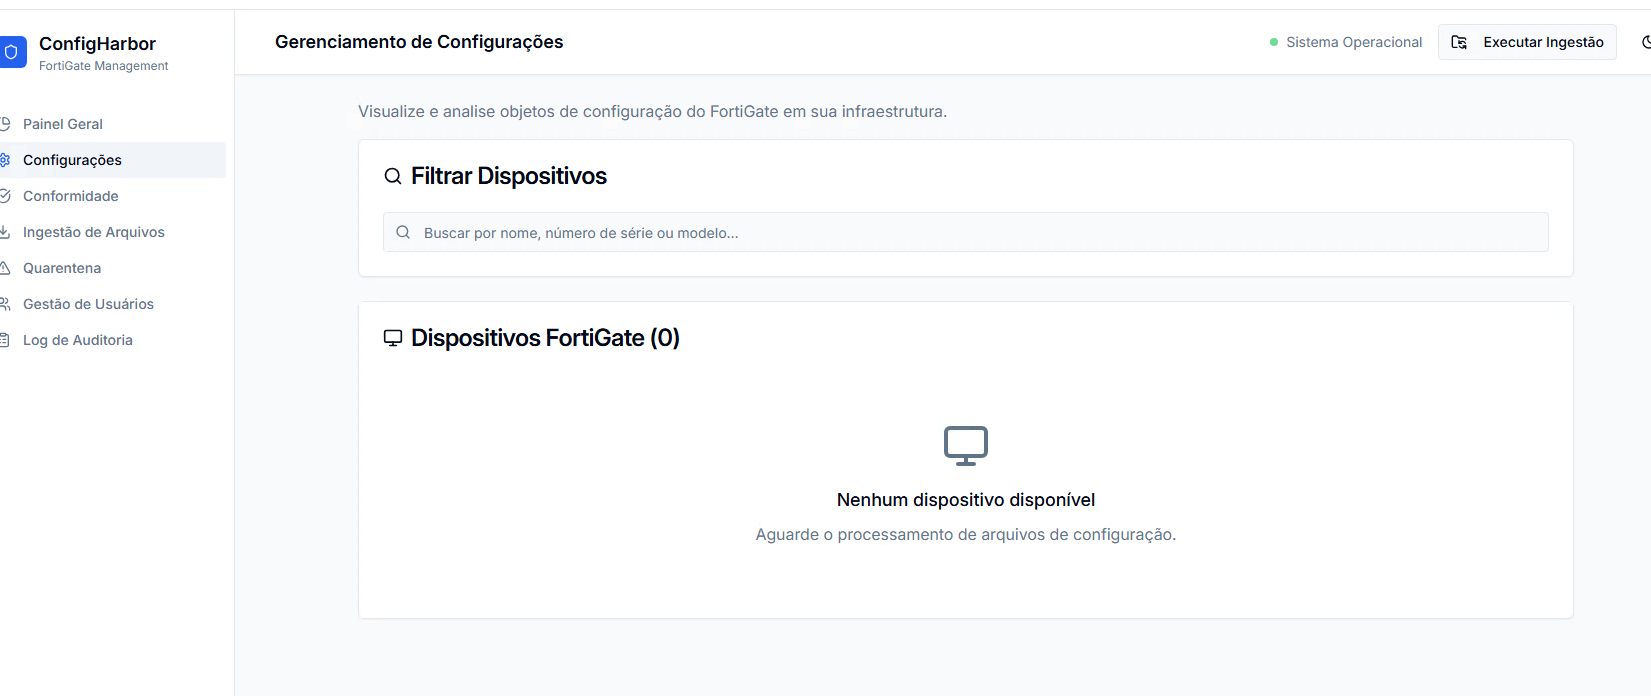 ConfigHarbor
FortiGate Management
Painel Geral
Configurações
Conformidade
Ingestão de Arquivos
Quarentena
Gestão de Usuários
Log de Auditoria
Gerenciamento de Configurações
Sistema Operacional
Executar Ingestão
Visualize e analise objetos de configuração do FortiGate em sua infraestrutura.
Filtrar Dispositivos
Buscar por nome, número de série ou modelo...
Dispositivos FortiGate (0)
Nenhum dispositivo disponível
Aguarde o processamento de arquivos de configuração.